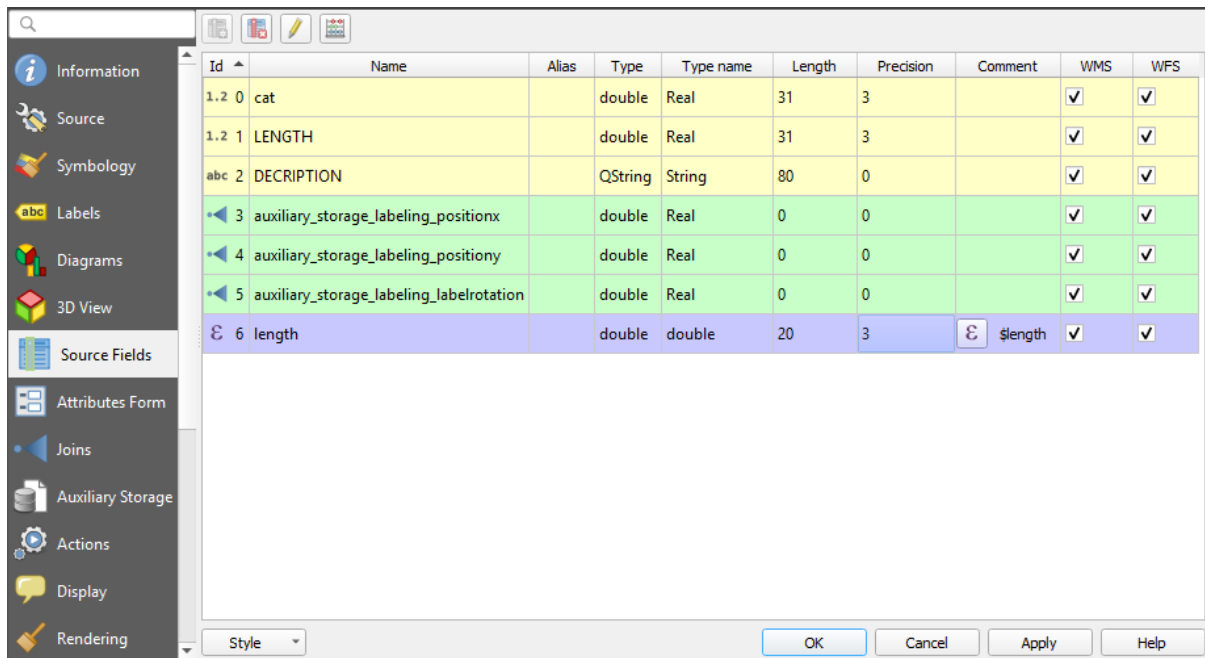 Information
Source
Symbology
abc Labels
Diagrams
3D View
Source Fields
Attributes Form
Joins
Auxiliary Storage
Actions
Display
Rendering
Id Name Alias Type Type name Length Precision Comment WMS WFS
1.2 0 cat double Real 31 3
1.2 1 LENGTH double Real 31 3
abc 2 DECRIPTION QString String 80 0
3 auxiliary_storage_labeling_positionx double Real 0 0
4 auxiliary_storage_labeling_positiony double Real 0 0
5 auxiliary_storage_labeling_labelrotation double Real 0 0
ε 6 length double double 20 3 ε $length
Style OK Cancel Apply Help